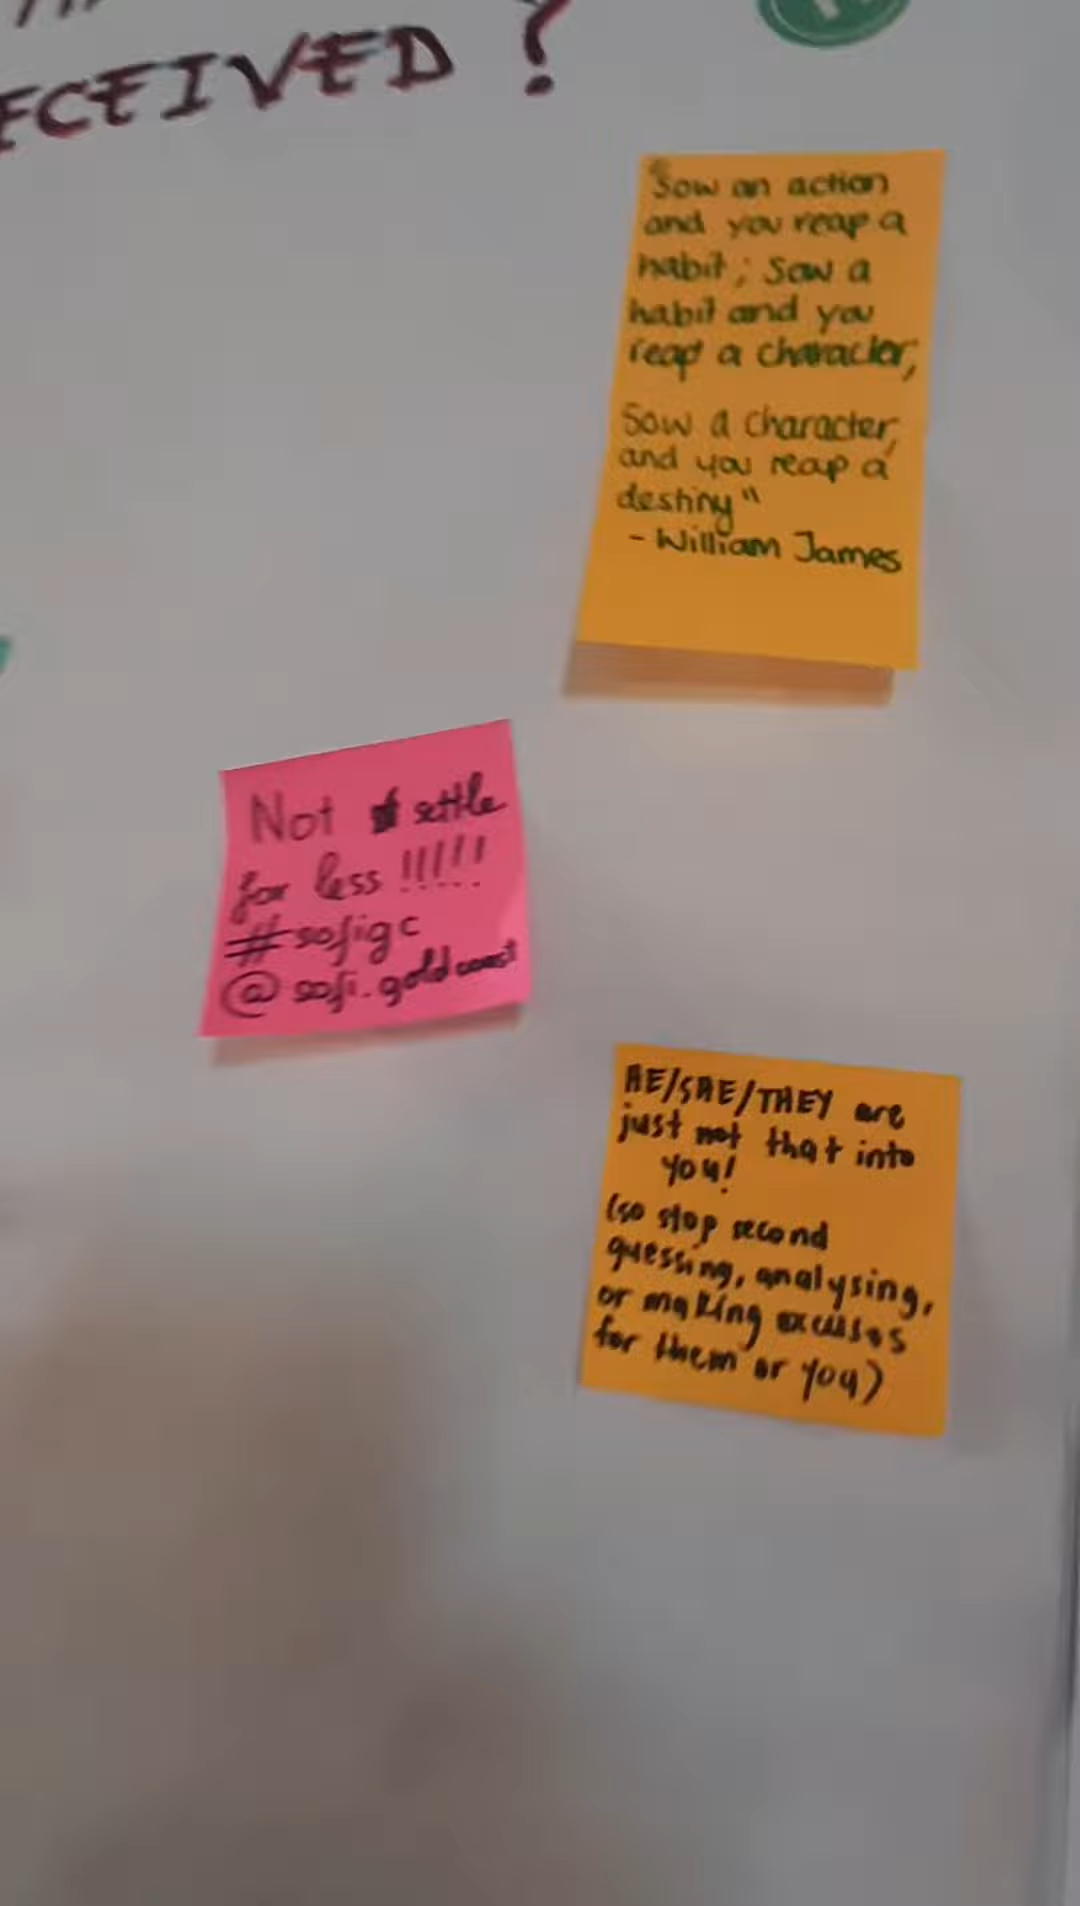 ECEIVED ?
"Sow an action
and you reap a
habit; Sow a
habit and you
reap a character,
Sow a character,
and you reap a
destiny"
- William James
Not settle
for less !!!!!
#sofigc
@sofi.goldcoast
HE/SHE/THEY are
just not that into
you!
(so stop second
guessing, analysing,
or making excuses
for them or you)